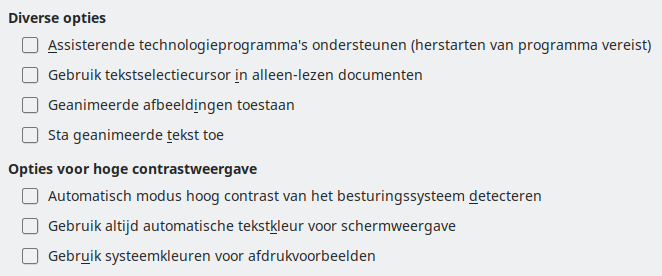 Diverse opties
Assisterende technologieprogramma's ondersteunen (herstarten van programma vereist)
Gebruik tekstselectiecursor in alleen-lezen documenten
Geanimeerde afbeeldingen toestaan
Sta geanimeerde tekst toe
Opties voor hoge contrastweergave
Automatisch modus hoog contrast van het besturingssysteem detecteren
Gebruik altijd automatische tekstkleur voor schermweergave
Gebruik systeemkleuren voor afdrukvoorbeelden